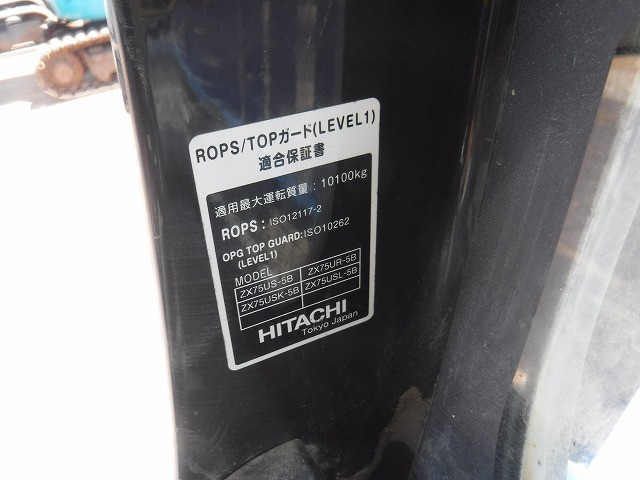 ROPS/TOPガード(LEVEL1)
適合保証書
適用最大運転質量：10100kg
ROPS：ISO12117-2
OPG TOP GUARD:ISO10262
(LEVEL1)
MODEL
ZX75US-5B ZX75UR-5B
ZX75USK-5B ZX75USL-5B
HITACHI
Tokyo Japan